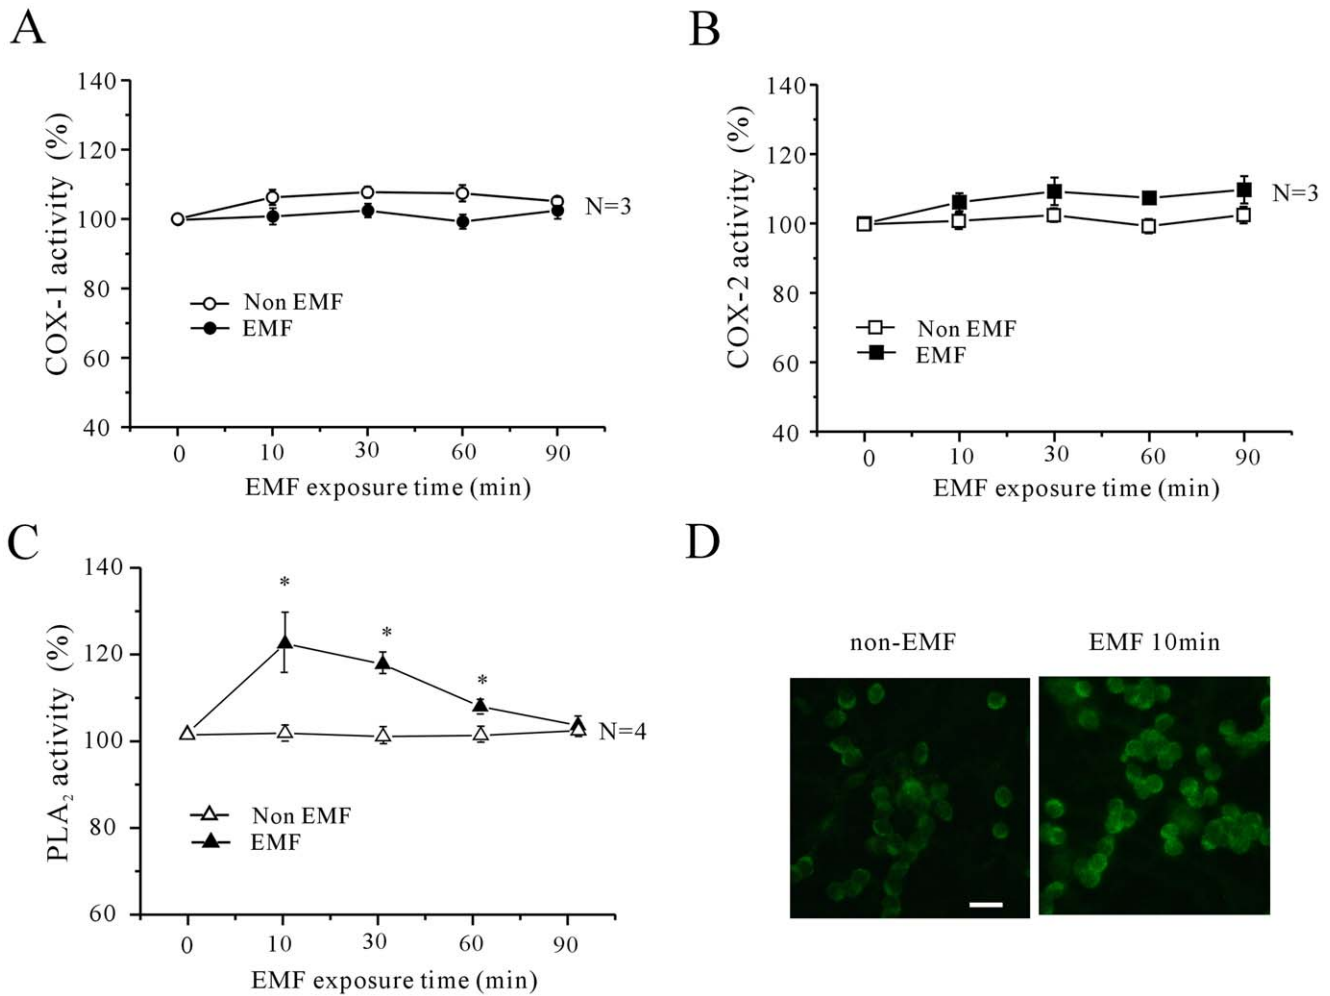 A
140
120
100
80
60
40
COX-1 activity (%)
N=3
Non EMF
EMF
0 10 30 60 90
EMF exposure time (min)
B
140
120
100
80
60
40
COX-2 activity (%)
N=3
Non EMF
EMF
0 10 30 60 90
EMF exposure time (min)
C
140
120
100
80
60
PLA₂ activity (%)
*
*
*
N=4
Non EMF
EMF
0 10 30 60 90
EMF exposure time (min)
D
non-EMF
EMF 10min